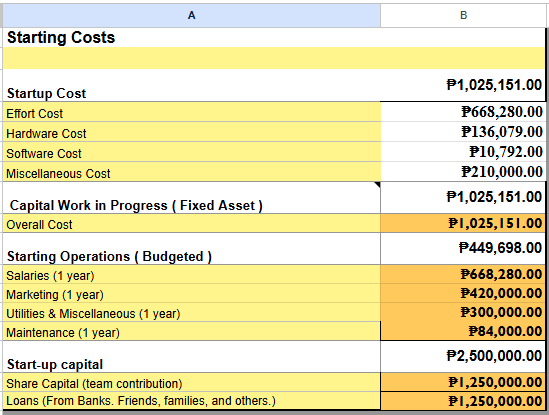 A B
Starting Costs
Startup Cost ₱1,025,151.00
Effort Cost ₱668,280.00
Hardware Cost ₱136,079.00
Software Cost ₱10,792.00
Miscellaneous Cost ₱210,000.00
Capital Work in Progress ( Fixed Asset ) ₱1,025,151.00
Overall Cost ₱1,025,151.00
Starting Operations ( Budgeted ) ₱449,698.00
Salaries (1 year) ₱668,280.00
Marketing (1 year) ₱420,000.00
Utilities & Miscellaneous (1 year) ₱300,000.00
Maintenance (1 year) ₱84,000.00
Start-up capital ₱2,500,000.00
Share Capital (team contribution) ₱1,250,000.00
Loans (From Banks. Friends, families, and others.) ₱1,250,000.00